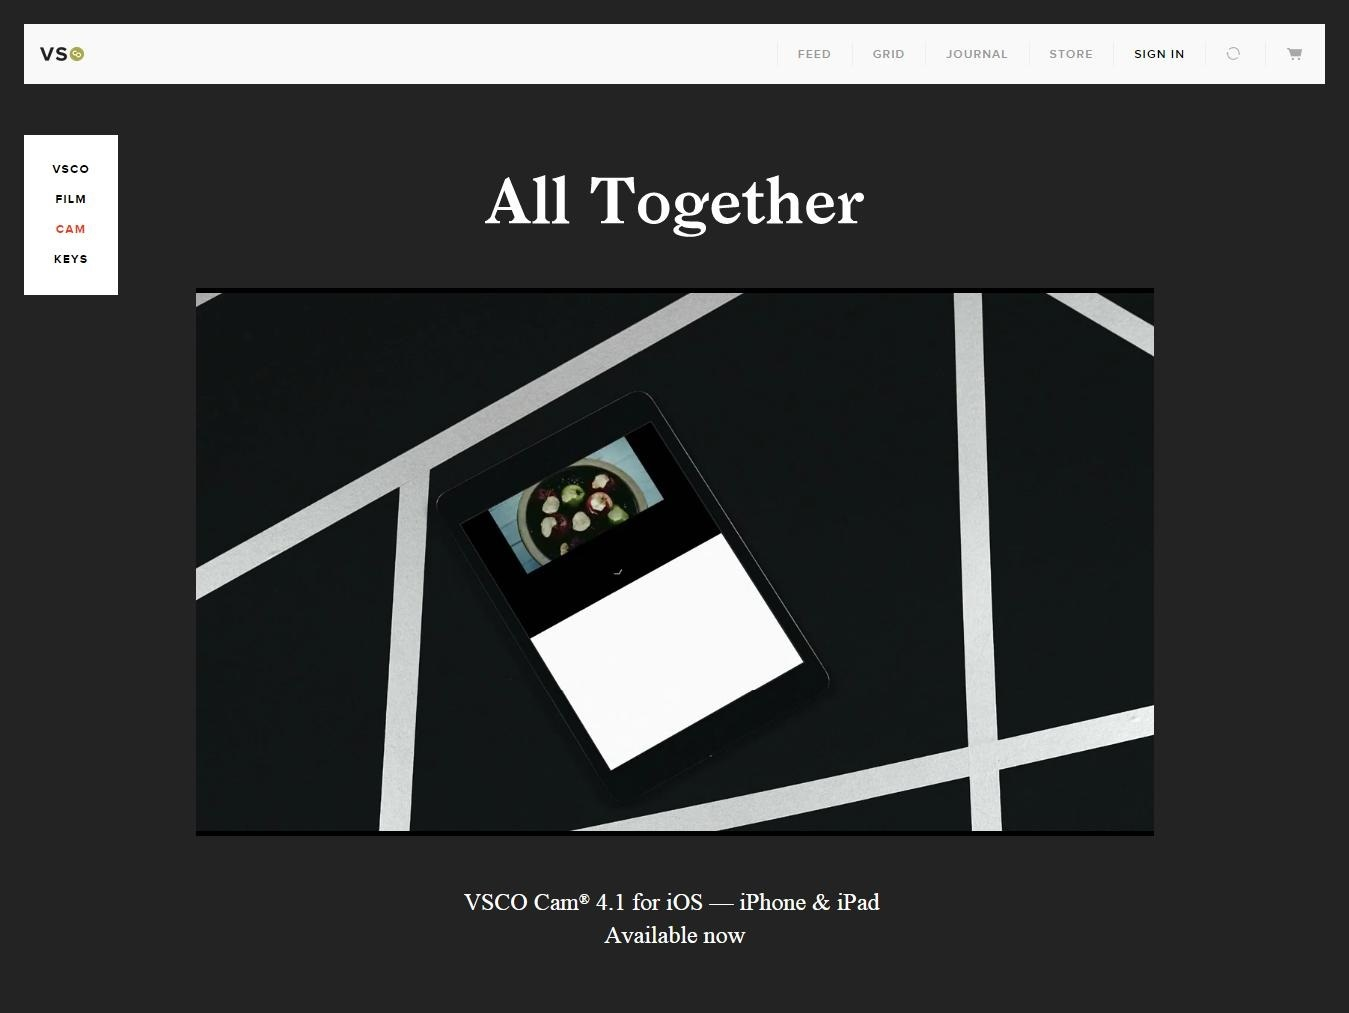 VSCO
FEED
GRID
JOURNAL
STORE
SIGN IN
VSCO
FILM
CAM
KEYS
All Together
VSCO Cam® 4.1 for iOS — iPhone & iPad
Available now